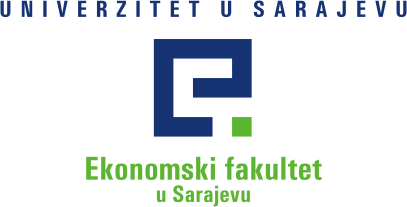 UNIVERZITET U SARAJEVU
Ekonomski fakultet
u Sarajevu